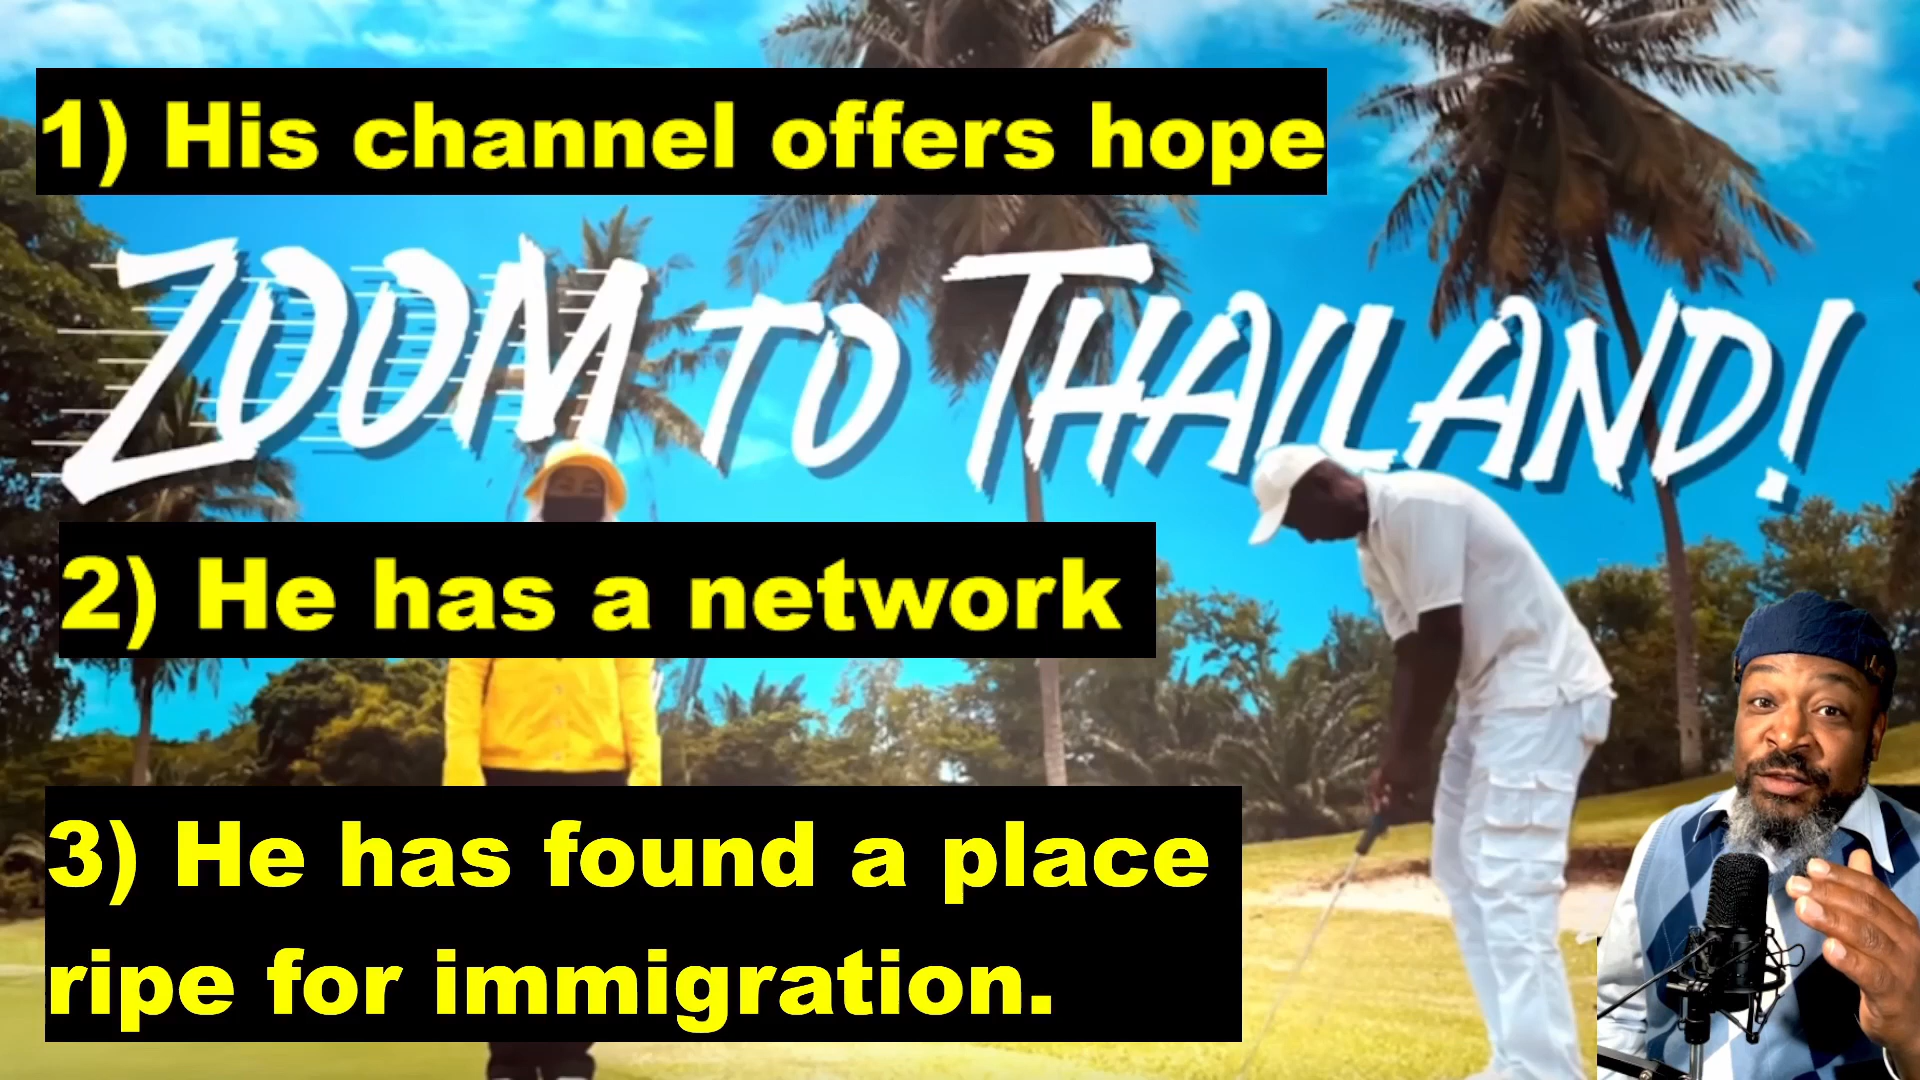 1) His channel offers hope
ZOOM TO THAILAND!
2) He has a network
3) He has found a place
ripe for immigration.